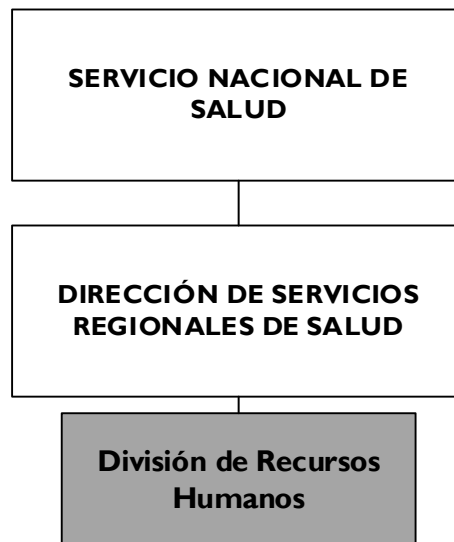 SERVICIO NACIONAL DE
SALUD
DIRECCIÓN DE SERVICIOS
REGIONALES DE SALUD
División de Recursos
Humanos